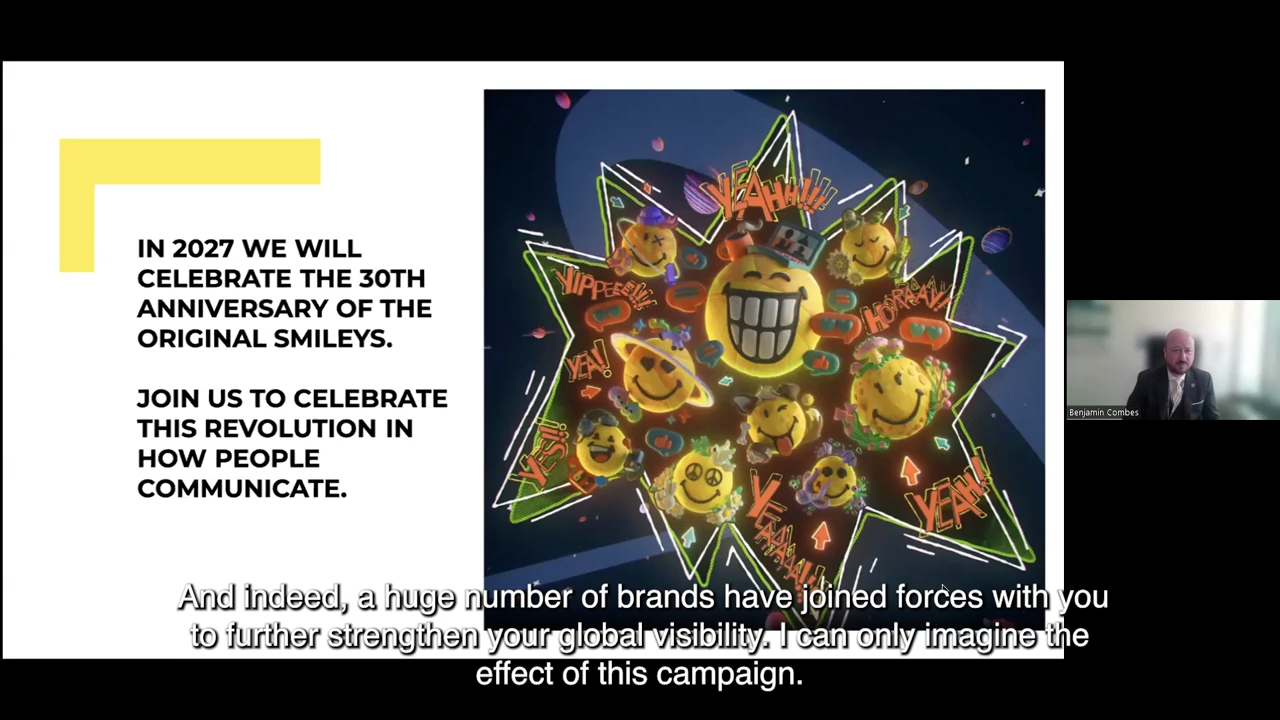 IN 2027 WE WILL
CELEBRATE THE 30TH
ANNIVERSARY OF THE
ORIGINAL SMILEYS.
JOIN US TO CELEBRATE
THIS REVOLUTION IN
HOW PEOPLE
COMMUNICATE.
YEAHH!!!
YIPPEEE!!!
HORAAY!
YEA!
YES!!
YEAH!
Benjamin Combes
And indeed, a huge number of brands have joined forces with you
to further strengthen your global visibility. I can only imagine the
effect of this campaign.